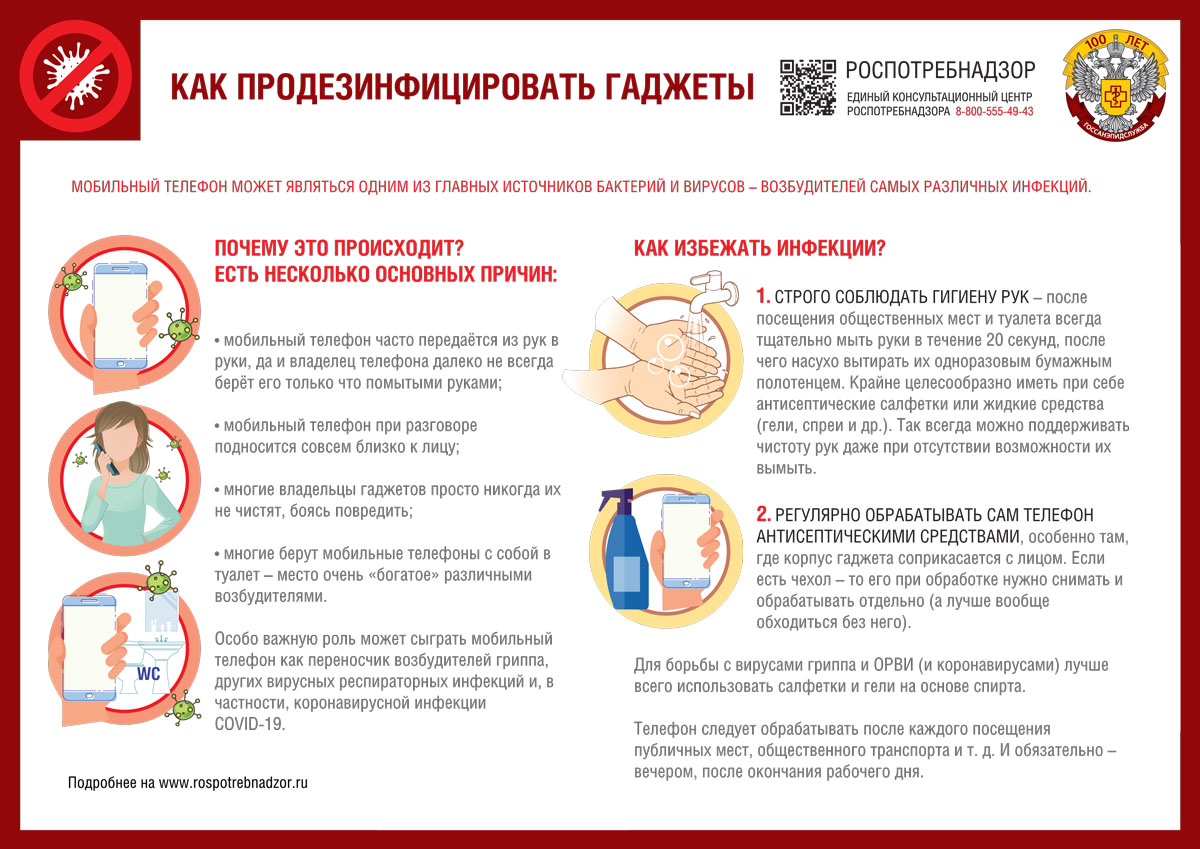 КАК ПРОДЕЗИНФИЦИРОВАТЬ ГАДЖЕТЫ
РОСПОТРЕБНАДЗОР
ЕДИНЫЙ КОНСУЛЬТАЦИОННЫЙ ЦЕНТР
РОСПОТРЕБНАДЗОРА 8-800-555-49-43
100 ЛЕТ
ГОССАНЭПИДСЛУЖБА
МОБИЛЬНЫЙ ТЕЛЕФОН МОЖЕТ ЯВЛЯТЬСЯ ОДНИМ ИЗ ГЛАВНЫХ ИСТОЧНИКОВ БАКТЕРИЙ И ВИРУСОВ – ВОЗБУДИТЕЛЕЙ САМЫХ РАЗЛИЧНЫХ ИНФЕКЦИЙ.
ПОЧЕМУ ЭТО ПРОИСХОДИТ?
ЕСТЬ НЕСКОЛЬКО ОСНОВНЫХ ПРИЧИН:
• мобильный телефон часто передаётся из рук в
руки, да и владелец телефона далеко не всегда
берёт его только что помытыми руками;
• мобильный телефон при разговоре
подносится совсем близко к лицу;
• многие владельцы гаджетов просто никогда их
не чистят, боясь повредить;
• многие берут мобильные телефоны с собой в
туалет – место очень «богатое» различными
возбудителями.
WC
Особо важную роль может сыграть мобильный
телефон как переносчик возбудителей гриппа,
других вирусных респираторных инфекций и, в
частности, коронавирусной инфекции
COVID-19.
Подробнее на www.rospotrebnadzor.ru
КАК ИЗБЕЖАТЬ ИНФЕКЦИИ?
1. СТРОГО СОБЛЮДАТЬ ГИГИЕНУ РУК – после
посещения общественных мест и туалета всегда
тщательно мыть руки в течение 20 секунд, после
чего насухо вытирать их одноразовым бумажным
полотенцем. Крайне целесообразно иметь при себе
антисептические салфетки или жидкие средства
(гели, спреи и др.). Так всегда можно поддерживать
чистоту рук даже при отсутствии возможности их
вымыть.
2. РЕГУЛЯРНО ОБРАБАТЫВАТЬ САМ ТЕЛЕФОН
АНТИСЕПТИЧЕСКИМИ СРЕДСТВАМИ, особенно там,
где корпус гаджета соприкасается с лицом. Если
есть чехол – то его при обработке нужно снимать и
обрабатывать отдельно (а лучше вообще
обходиться без него).
Для борьбы с вирусами гриппа и ОРВИ (и коронавирусами) лучше
всего использовать салфетки и гели на основе спирта.
Телефон следует обрабатывать после каждого посещения
публичных мест, общественного транспорта и т. д. И обязательно –
вечером, после окончания рабочего дня.